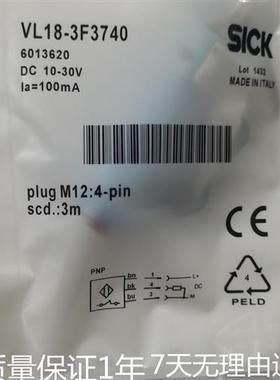 VL18-3F3740
6013620
DC 10-30V
Ia=100mA
SICK
Lot 1433
MADE IN ITALY
plug M12:4-pin
scd.:3m
CE
4
PELD
PNP
bn 1 L+
bk 4 DC
bu 3 M
质量保证1年 7天无理由退